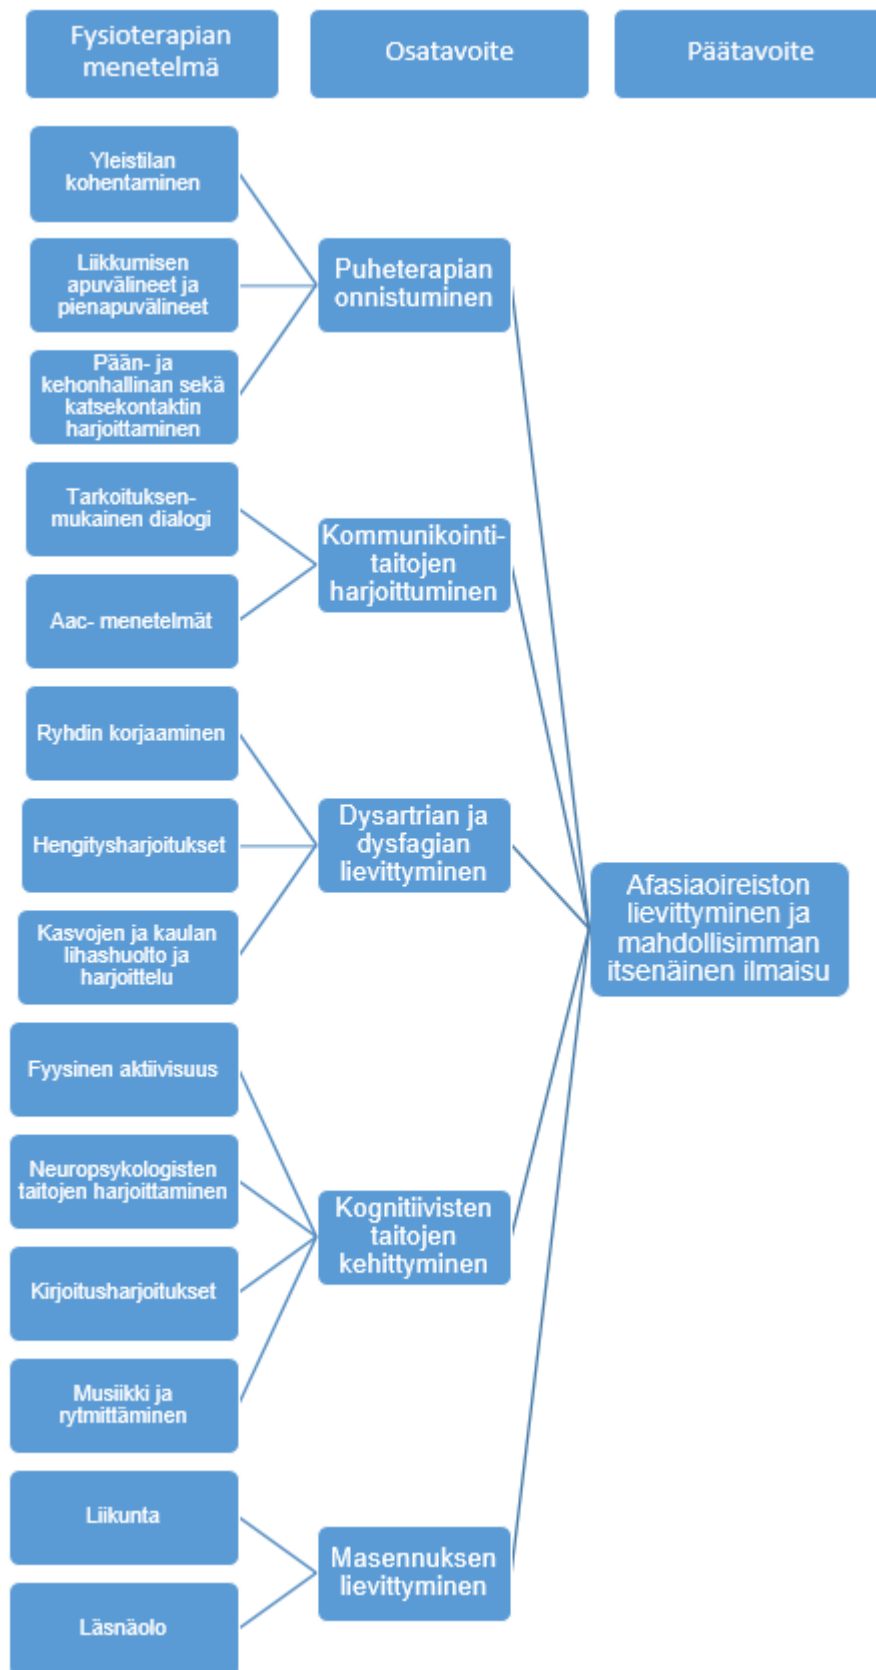 Fysioterapian
menetelmä
Osatavoite
Päätavoite
Yleistilan
kohentaminen
Liikkumisen
apuvälineet ja
pienapuvälineet
Pään- ja
kehonhallinan sekä
katsekontaktin
harjoittaminen
Puheterapian
onnistuminen
Tarkoituksen-
mukainen dialogi
Aac- menetelmät
Kommunikointi-
taitojen
harjoittuminen
Ryhdin korjaaminen
Hengitysharjoitukset
Kasvojen ja kaulan
lihashuolto ja
harjoittelu
Dysartrian ja
dysfagian
lievittyminen
Fyysinen aktiivisuus
Neuropsykologisten
taitojen harjoittaminen
Kirjoitusharjoitukset
Musiikki ja
rytmittäminen
Kognitiivisten
taitojen
kehittyminen
Liikunta
Läsnäolo
Masennuksen
lievittyminen
Afasiaoireiston
lievittyminen ja
mahdollisimman
itsenäinen ilmaisu